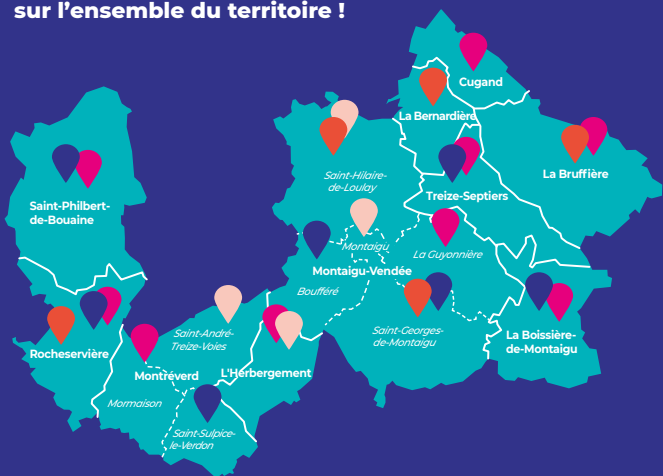 sur l'ensemble du territoire !
Cugand
La Bernardière
La Bruffière
Saint-Hilaire-
de-Loulay
Treize-Septiers
Saint-Philbert-
de-Bouaine
Montaigu
La Guyonnière
Montaigu-Vendée
Boufféré
Saint-Georges-
de-Montaigu
La Boissière-
de-Montaigu
Saint-André-
Treize-Voies
Rocheservière
Montréverd
L'Hérbergement
Mormaison
Saint-Sulpice-
le-Verdon